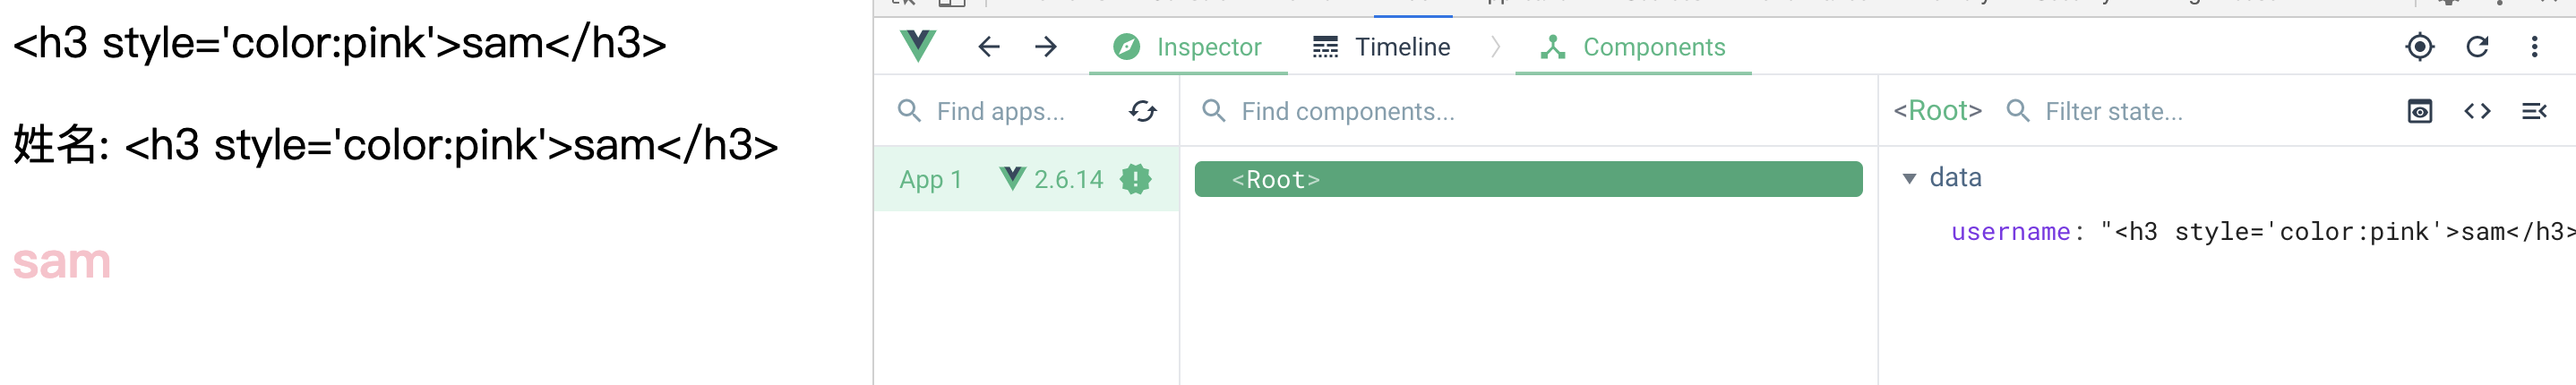 <h3 style='color:pink'>sam</h3>
姓名: <h3 style='color:pink'>sam</h3>
sam
Inspector
Timeline
Components
Find apps...
Find components...
<Root>
Filter state...
App 1
2.6.14
<Root>
data
username: "<h3 style='color:pink'>sam</h3>